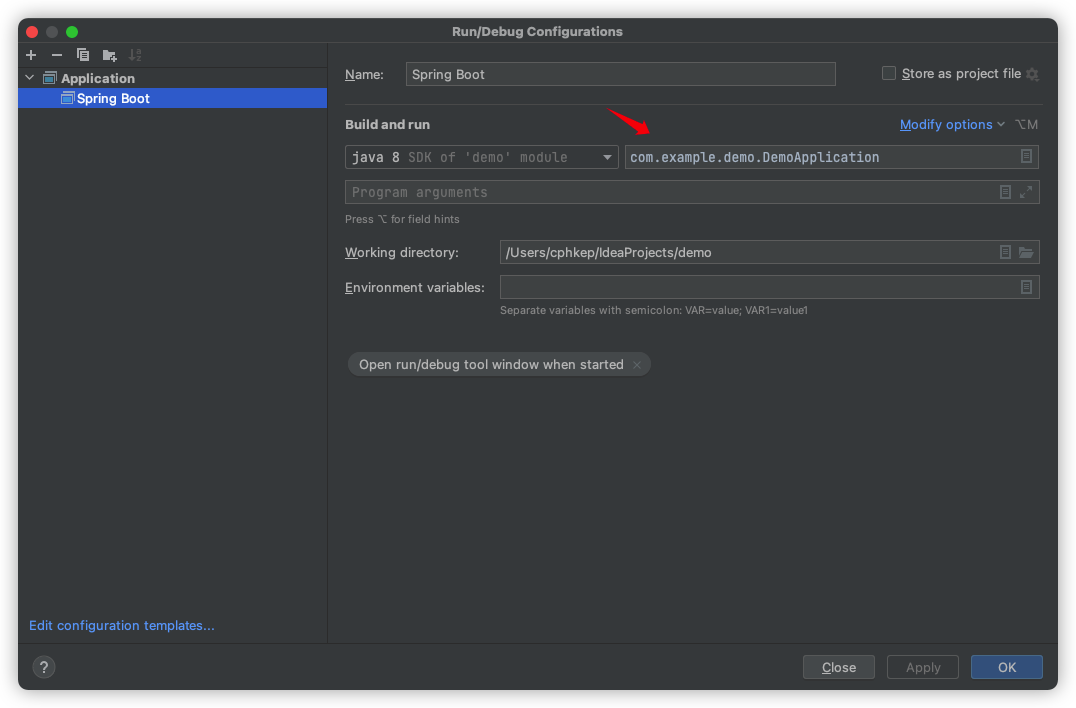 Run/Debug Configurations
Application
Spring Boot
Edit configuration templates...
Name: Spring Boot Store as project file
Build and run Modify options ⌥M
java 8 SDK of 'demo' module com.example.demo.DemoApplication
Program arguments
Press ⌥ for field hints
Working directory: /Users/cphkep/IdeaProjects/demo
Environment variables:
Separate variables with semicolon: VAR=value; VAR1=value1
Open run/debug tool window when started ×
? Close Apply OK